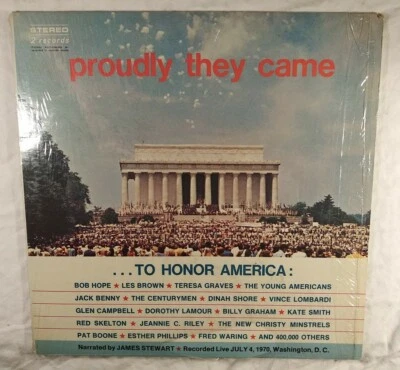 STEREO
2 records
proudly they came
...TO HONOR AMERICA:
BOB HOPE ★ LES BROWN ★ TERESA GRAVES ★ THE YOUNG AMERICANS
JACK BENNY ★ THE CENTURYMEN ★ DINAH SHORE ★ VINCE LOMBARDI
GLEN CAMPBELL ★ DOROTHY LAMOUR ★ BILLY GRAHAM ★ KATE SMITH
RED SKELTON ★ JEANNIE C. RILEY ★ THE NEW CHRISTY MINSTRELS
PAT BOONE ★ ESTHER PHILLIPS ★ FRED WARING ★ AND 400,000 OTHERS
Narrated by JAMES STEWART ★ Recorded Live JULY 4, 1970, Washington, D. C.